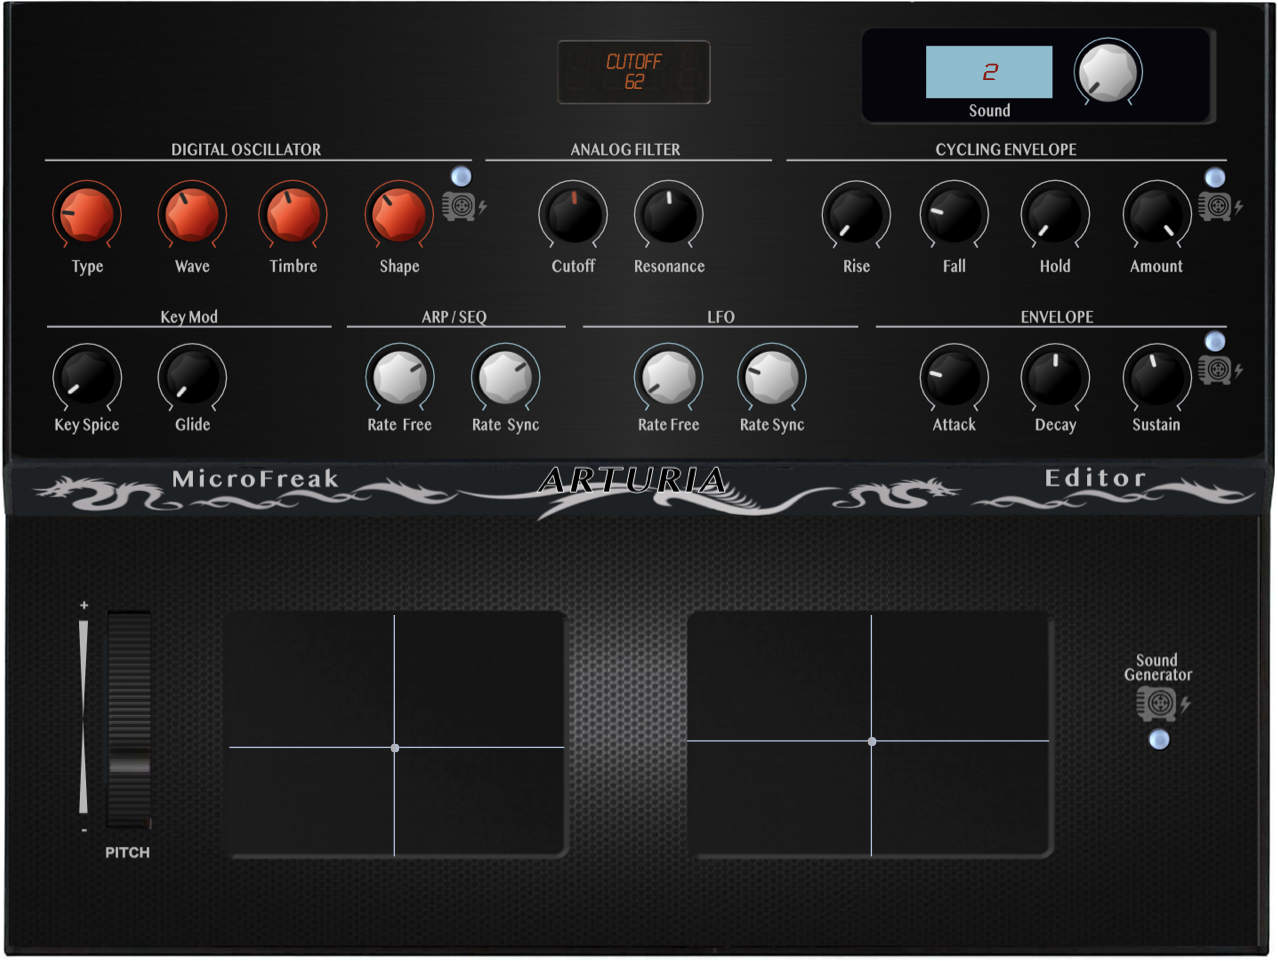 CUTOFF
62
2
Sound
DIGITAL OSCILLATOR
ANALOG FILTER
CYCLING ENVELOPE
Type
Wave
Timbre
Shape
Cutoff
Resonance
Rise
Fall
Hold
Amount
Key Mod
ARP / SEQ
LFO
ENVELOPE
Key Spice
Glide
Rate Free
Rate Sync
Rate Free
Rate Sync
Attack
Decay
Sustain
MicroFreak
ARTURIA
Editor
+
-
PITCH
Sound
Generator